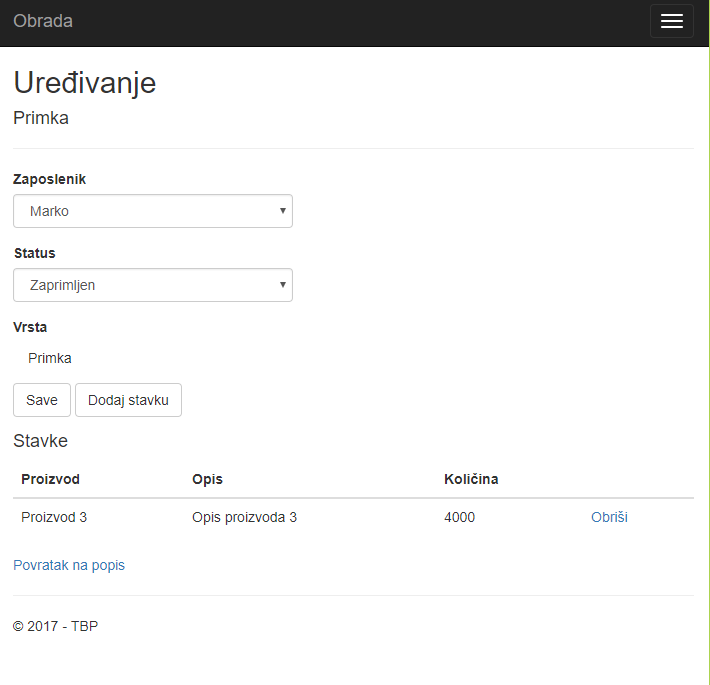 Obrada
Uređivanje
Primka
Zaposlenik
Marko
Status
Zaprimljen
Vrsta
Primka
Save Dodaj stavku
Stavke
Proizvod Opis Količina
Proizvod 3 Opis proizvoda 3 4000 Obriši
Povratak na popis
© 2017 - TBP